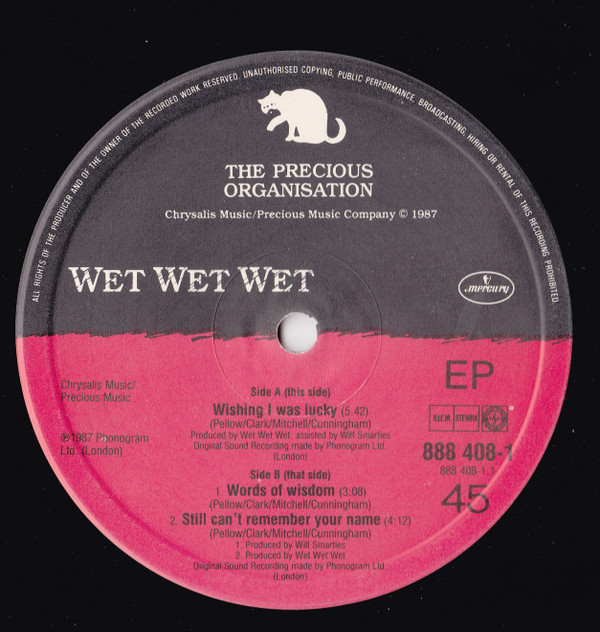 ALL RIGHTS OF THE PRODUCER AND OF THE OWNER OF THE RECORDED WORK RESERVED. UNAUTHORISED COPYING, PUBLIC PERFORMANCE, BROADCASTING, HIRING OR RENTAL OF THIS RECORDING PROHIBITED.
THE PRECIOUS
ORGANISATION
Chrysalis Music/Precious Music Company © 1987
WET WET WET
mercury
Chrysalis Music/
Precious Music
℗1987 Phonogram
Ltd. (London)
EP
STEMRA
888 408-1
888 408-1.1
45
Side A (this side)
Wishing I was lucky (5.42)
(Pellow/Clark/Mitchell/Cunningham)
Produced by Wet Wet Wet, assisted by Will Smarties
Original Sound Recording made by Phonogram Ltd.
(London)
Side B (that side)
1. Words of wisdom (3:08)
(Pellow/Clark/Mitchell/Cunningham)
2. Still can't remember your name (4:12)
(Pellow/Clark/Mitchell/Cunningham)
1. Produced by Will Smarties
2. Produced by Wet Wet Wet
Original Sound Recording made by Phonogram Ltd.
(London)